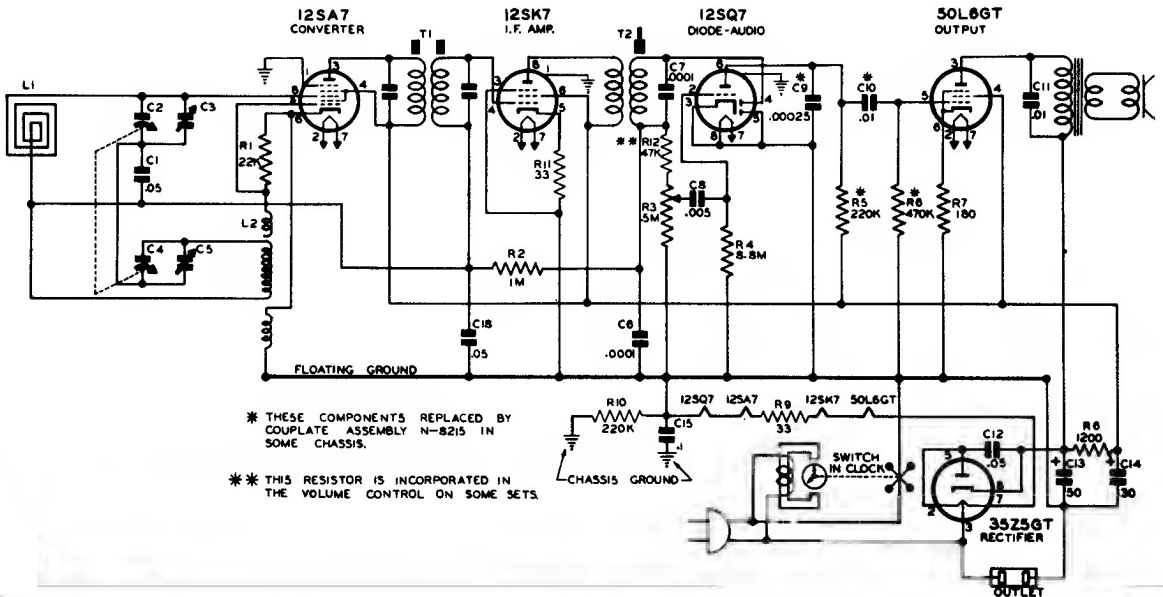 12SA7
CONVERTER
12SK7
I.F. AMP.
12SQ7
DIODE-AUDIO
50L6GT
OUTPUT
T1
T2
L1
C2
C3
C1
.05
R1
22K
L2
C4
C5
R11
33
R2
1M
C18
.05
C6
.0001
C7
.0001
** R12
47K
R3
.5M
C8
.005
R4
8.8M
* C9
.00025
* C10
.01
* R5
220K
* R6
470K
R7
180
C11
.01
FLOATING GROUND
* THESE COMPONENTS REPLACED BY
COUPLATE ASSEMBLY N-8215 IN
SOME CHASSIS.
** THIS RESISTOR IS INCORPORATED IN
THE VOLUME CONTROL ON SOME SETS.
R10
220K
C15
.1
CHASSIS GROUND
12SQ7
12SA7
R9
33
12SK7
50L6GT
SWITCH
IN CLOCK
C12
.05
R6
1200
+ C13
50
+ C14
30
35Z5GT
RECTIFIER
OUTLET